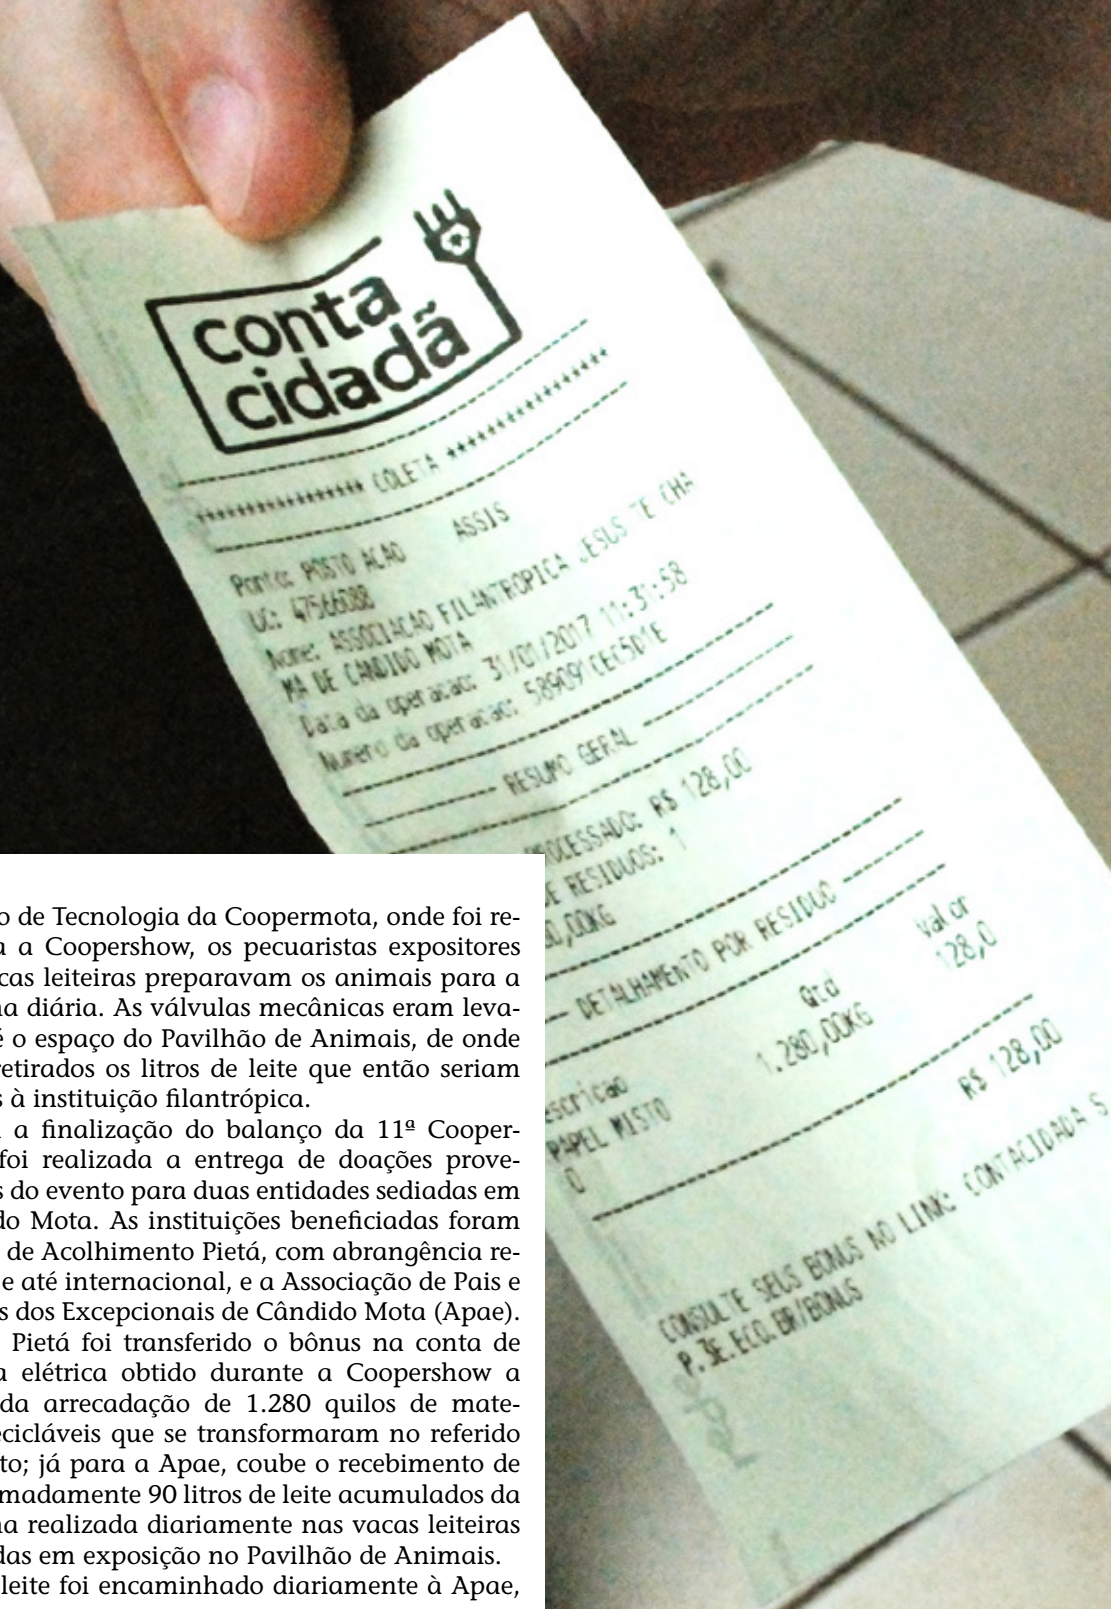 conta
cidadã
*************** COLETA ***************
Ponto: POSTO ACAO ASSIS
UC: 47566088
Nome: ASSOCIACAO FILANTROPICA JESUS TE CHA
MA DE CANDIDO MOTA
Data da operacao: 31/01/2017 11:31:58
Numero da operacao:
RESUMO GERAL
PROCESSADO: R$ 128,00
DE RESIDUOS: 1
0,00KG
DETALHAMENTO POR RESIDUO
escricao Qtd Valor
PAPEL MISTO 1.280,00KG 128,0
0
R$ 128,00
CONSULTE SEUS BONUS NO LINK: CONTACIDADA S
P.3E.ECO.BR/BONUS
o de Tecnologia da Coopermota, onde foi re-
a a Coopershow, os pecuaristas expositores
cas leiteiras preparavam os animais para a
na diária. As válvulas mecânicas eram leva-
é o espaço do Pavilhão de Animais, de onde
retirados os litros de leite que então seriam
s à instituição filantrópica.
a finalização do balanço da 11ª Cooper-
foi realizada a entrega de doações prove-
s do evento para duas entidades sediadas em
do Mota. As instituições beneficiadas foram
de Acolhimento Pietá, com abrangência re-
e até internacional, e a Associação de Pais e
s dos Excepcionais de Cândido Mota (Apae).
Pietá foi transferido o bônus na conta de
a elétrica obtido durante a Coopershow a
da arrecadação de 1.280 quilos de mate-
ecicláveis que se transformaram no referido
to; já para a Apae, coube o recebimento de
madamente 90 litros de leite acumulados da
na realizada diariamente nas vacas leiteiras
das em exposição no Pavilhão de Animais.
leite foi encaminhado diariamente à Apae,